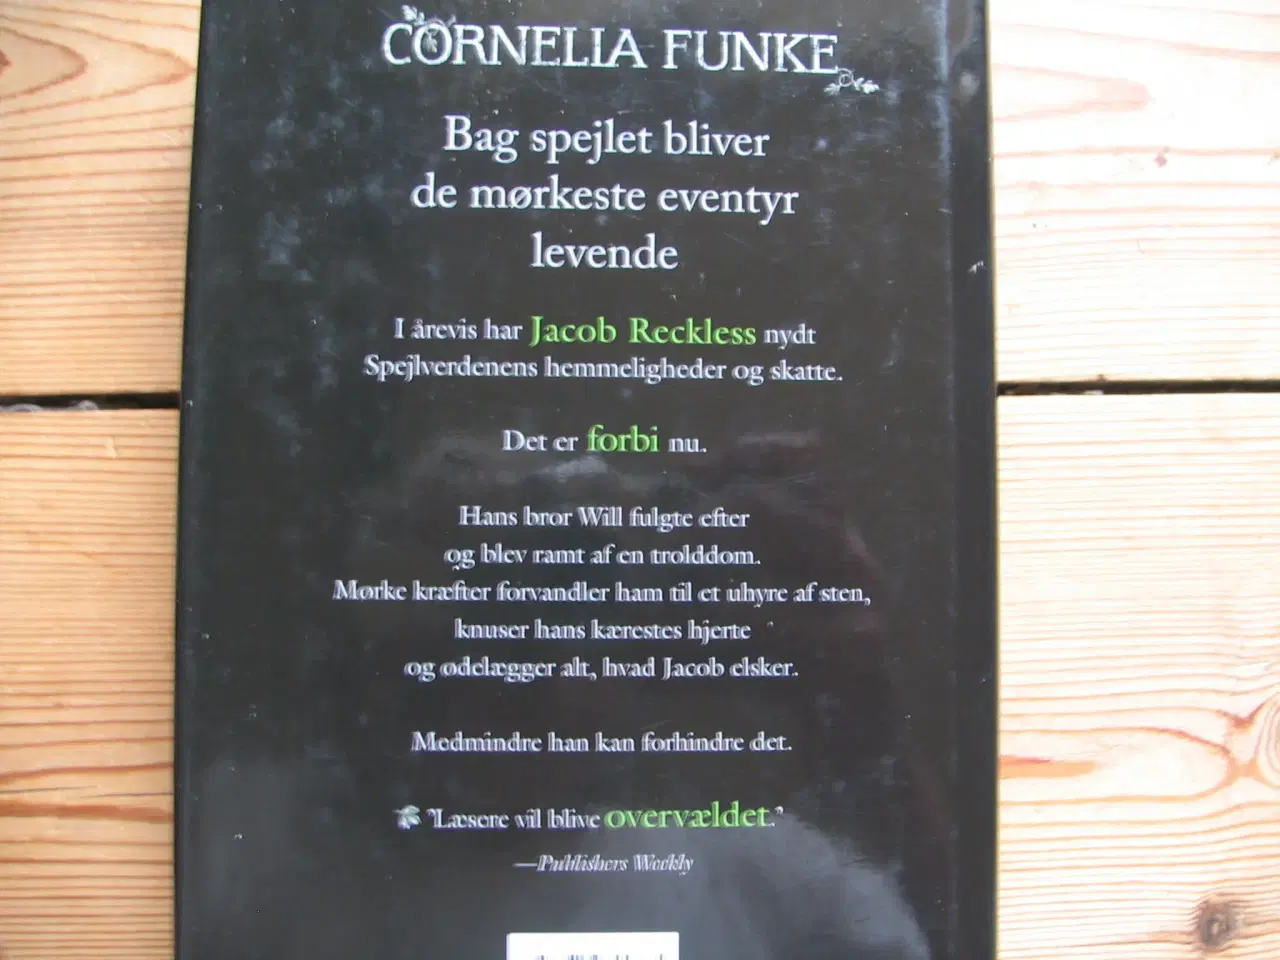 CORNELIA FUNKE
Bag spejlet bliver
de mørkeste eventyr
levende
I årevis har Jacob Reckless nydt
Spejlverdenens hemmeligheder og skatte.
Det er forbi nu.
Hans bror Will fulgte efter
og blev ramt af en trolddom.
Mørke kræfter forvandler ham til et uhyre af sten,
knuser hans kærestes hjerte
og ødelægger alt, hvad Jacob elsker.
Medmindre han kan forhindre det.
"Læsere vil blive overvældet."
—Publishers Weekly